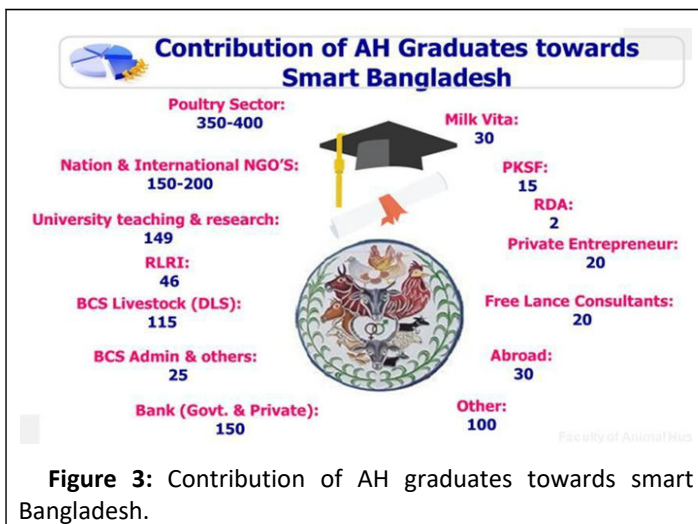 Contribution of AH Graduates towards
Smart Bangladesh
Poultry Sector:
350-400
Nation & International NGO'S:
150-200
University teaching & research:
149
RLRI:
46
BCS Livestock (DLS):
115
BCS Admin & others:
25
Bank (Govt. & Private):
150
Milk Vita:
30
PKSF:
15
RDA:
2
Private Entrepreneur:
20
Free Lance Consultants:
20
Abroad:
30
Other:
100
Faculty of Animal Hus
Figure 3: Contribution of AH graduates towards smart
Bangladesh.